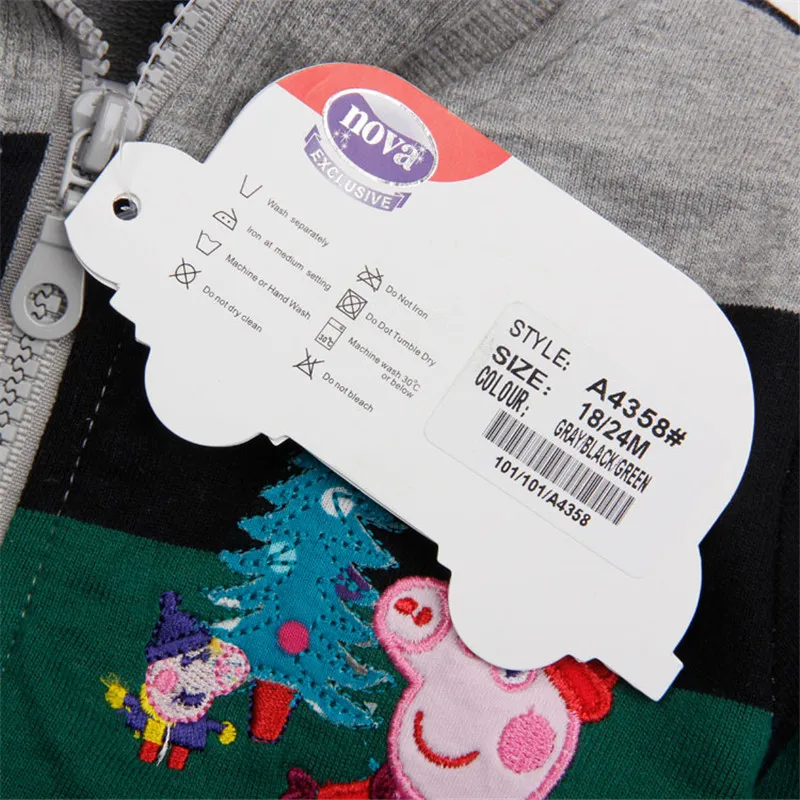 nova
EXCLUSIVE
Wash separately
Iron at medium setting
Machine or Hand Wash
Do not dry clean
Do Not Iron
Do Dot Tumble Dry
30°C
Machine wash 30°C
or below
Do not bleach
STYLE: A4358#
SIZE: 18/24M
COLOUR: GRAY/BLACK/GREEN
101/101/A4358